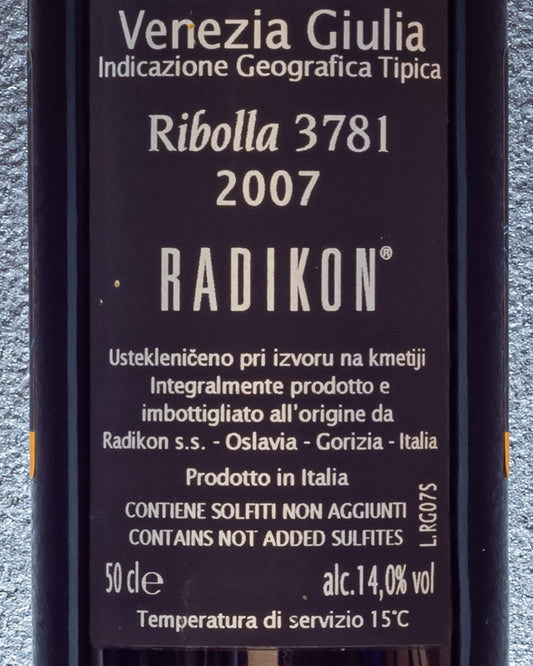 Venezia Giulia
Indicazione Geografica Tipica
Ribolla 3781
2007
RADIKON®
Ustekleničeno pri izvoru na kmetiji
Integralmente prodotto e
imbottigliato all'origine da
Radikon s.s. - Oslavia - Gorizia - Italia
Prodotto in Italia
CONTIENE SOLFITI NON AGGIUNTI
CONTAINS NOT ADDED SULFITES
L.RG07S
50 cl e alc.14,0% vol
Temperatura di servizio 15°C